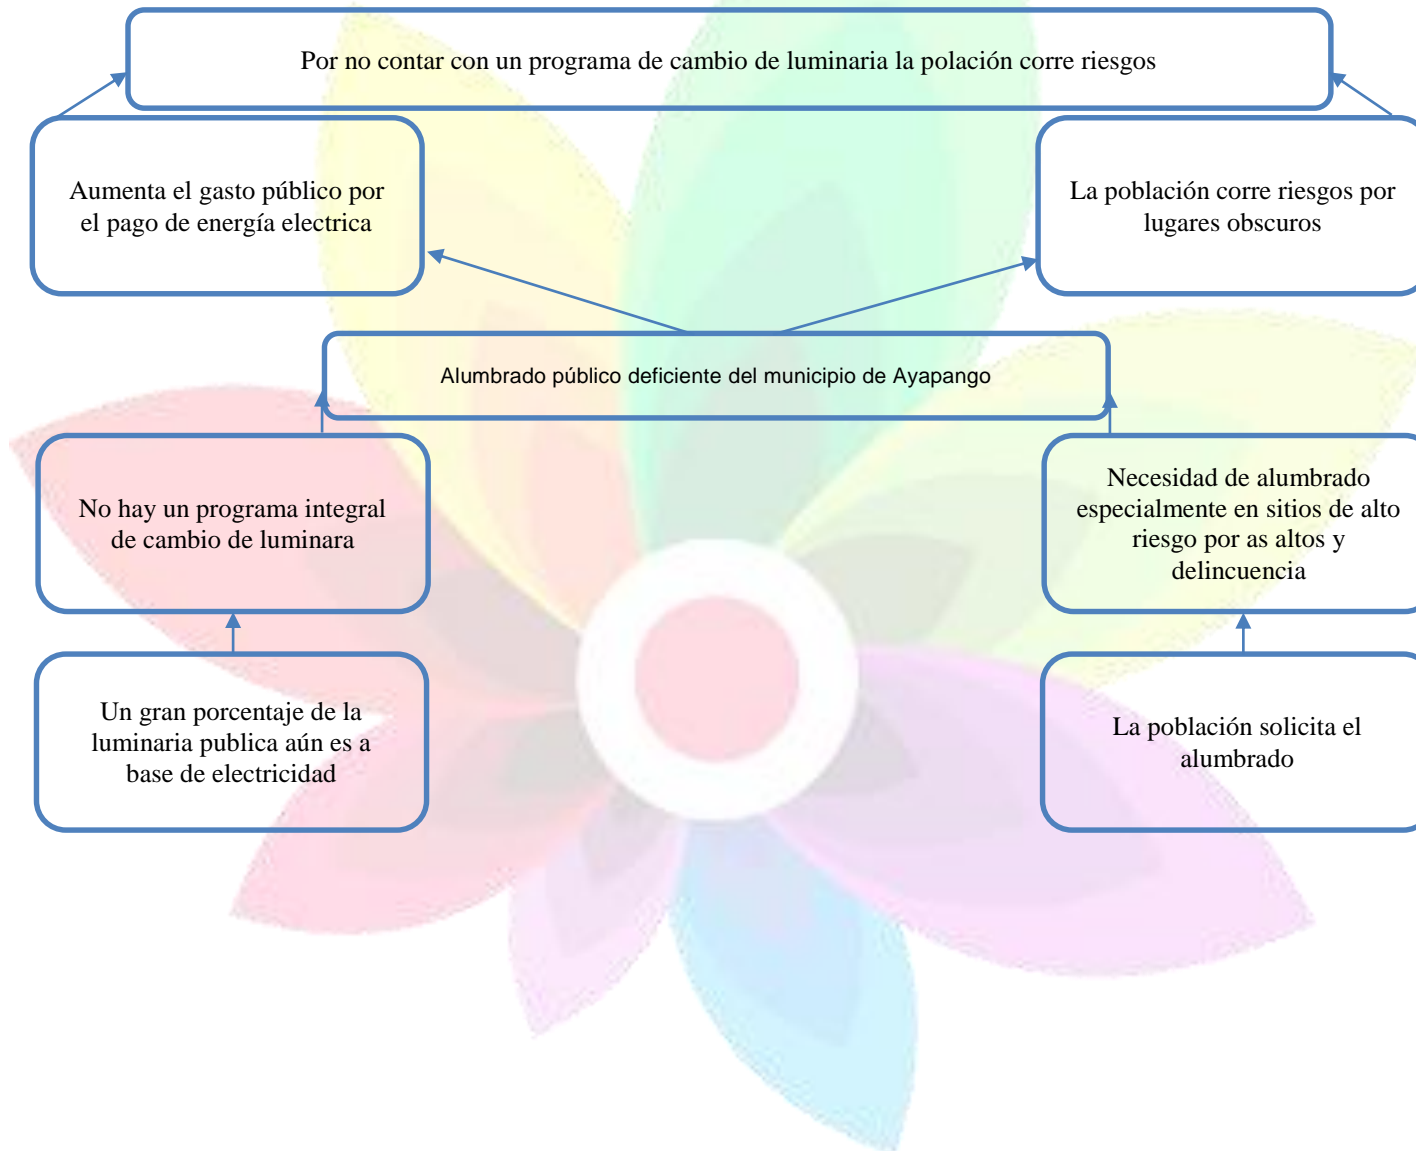 Por no contar con un programa de cambio de luminaria la polación corre riesgos
Aumenta el gasto público por
el pago de energía electrica
La población corre riesgos por
lugares obscuros
Alumbrado público deficiente del municipio de Ayapango
No hay un programa integral
de cambio de luminara
Necesidad de alumbrado
especialmente en sitios de alto
riesgo por as altos y
delincuencia
Un gran porcentaje de la
luminaria publica aún es a
base de electricidad
La población solicita el
alumbrado